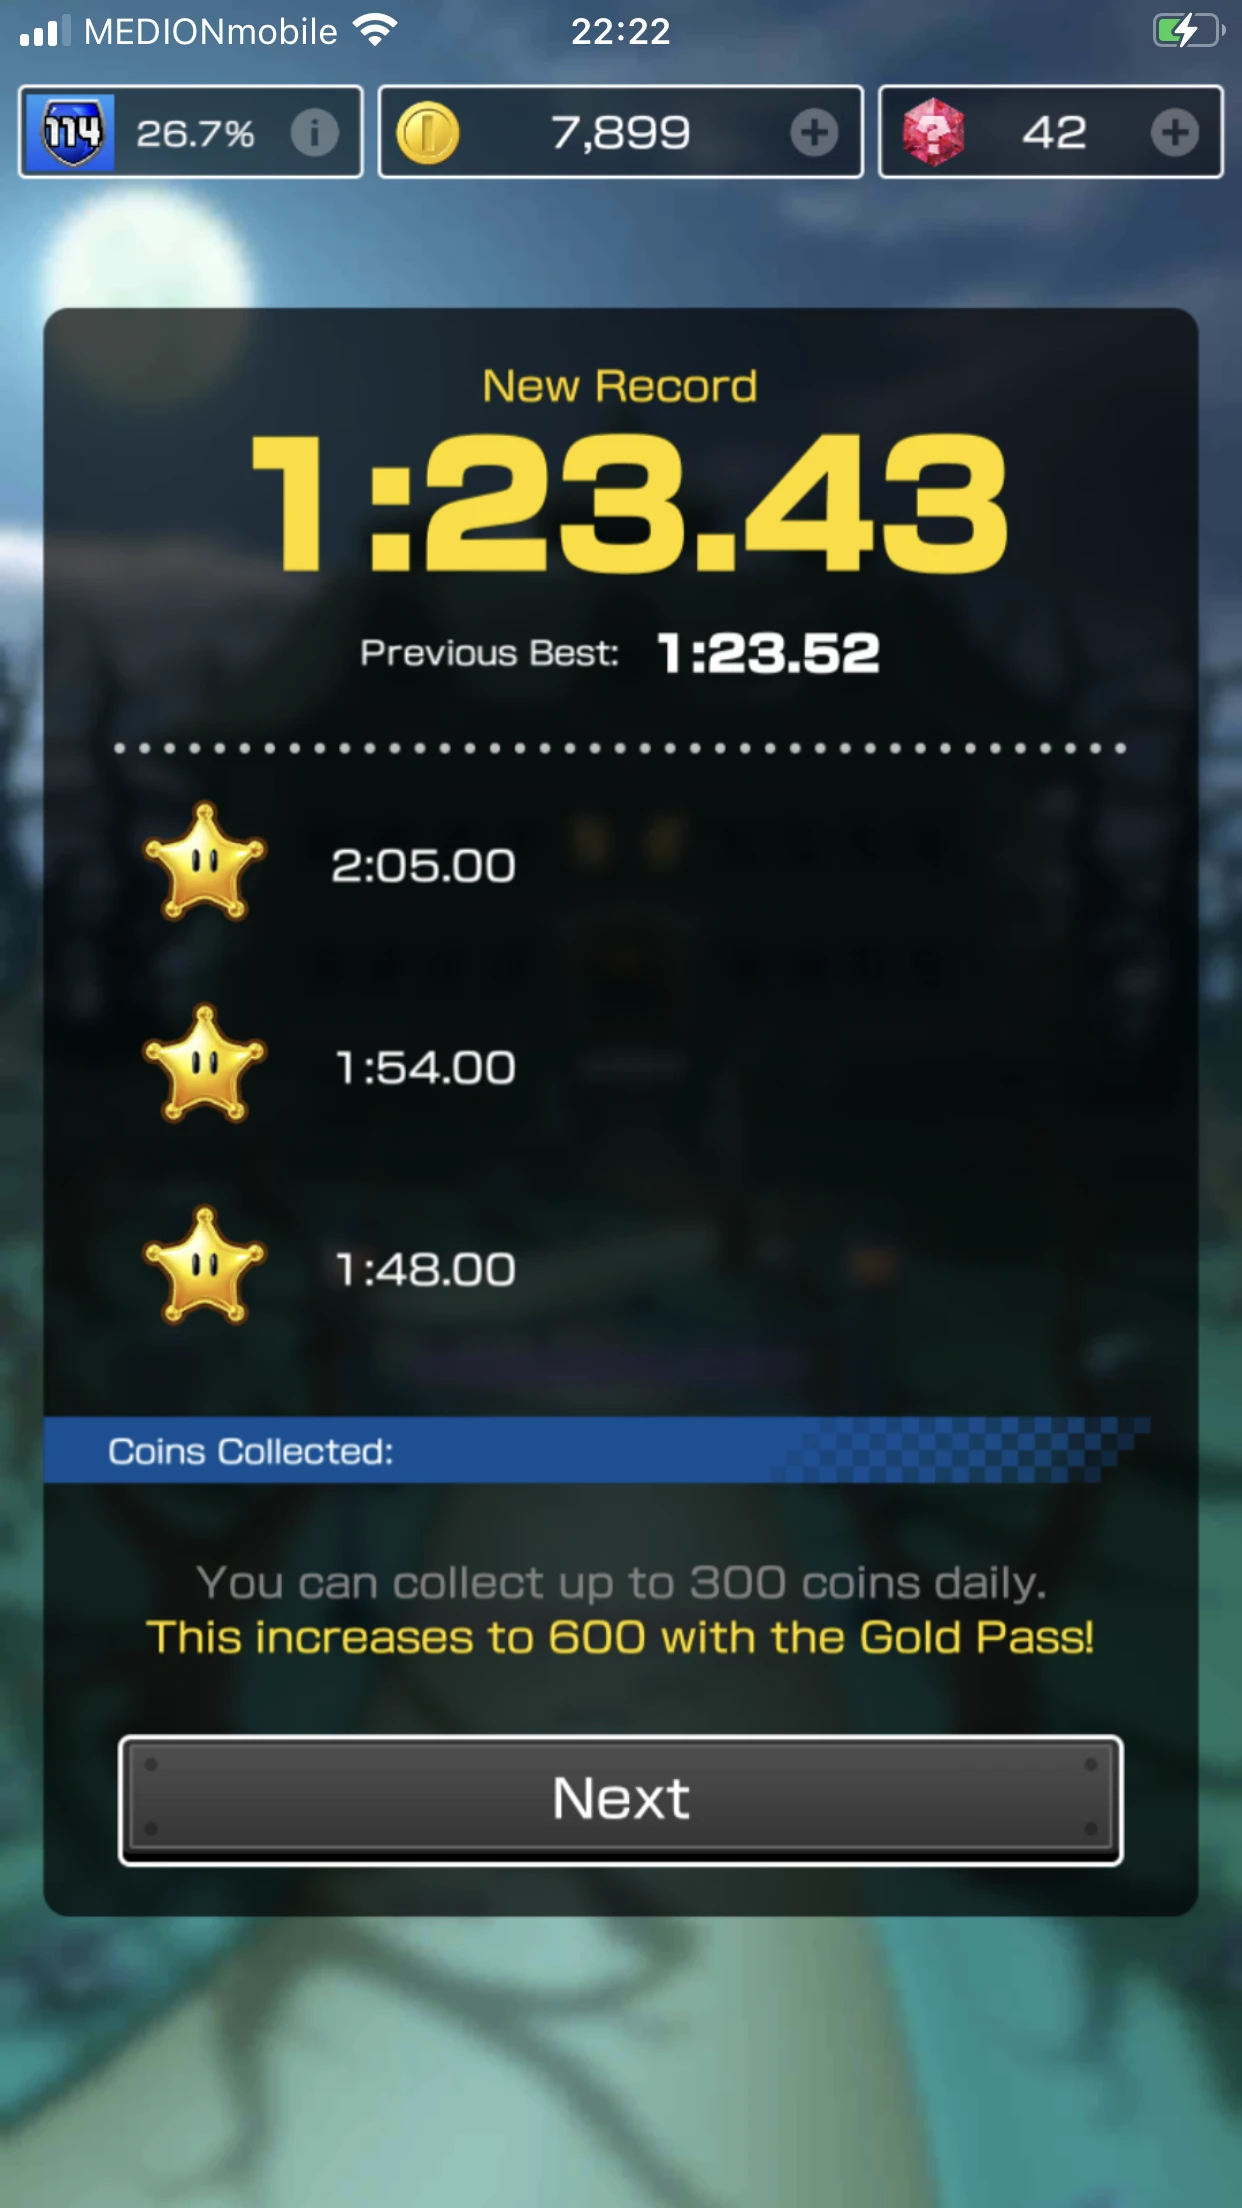 MEDIONmobile 22:22
114 26.7% i 7,899 + ? 42 +
New Record
1:23.43
Previous Best: 1:23.52
2:05.00
1:54.00
1:48.00
Coins Collected:
You can collect up to 300 coins daily.
This increases to 600 with the Gold Pass!
Next